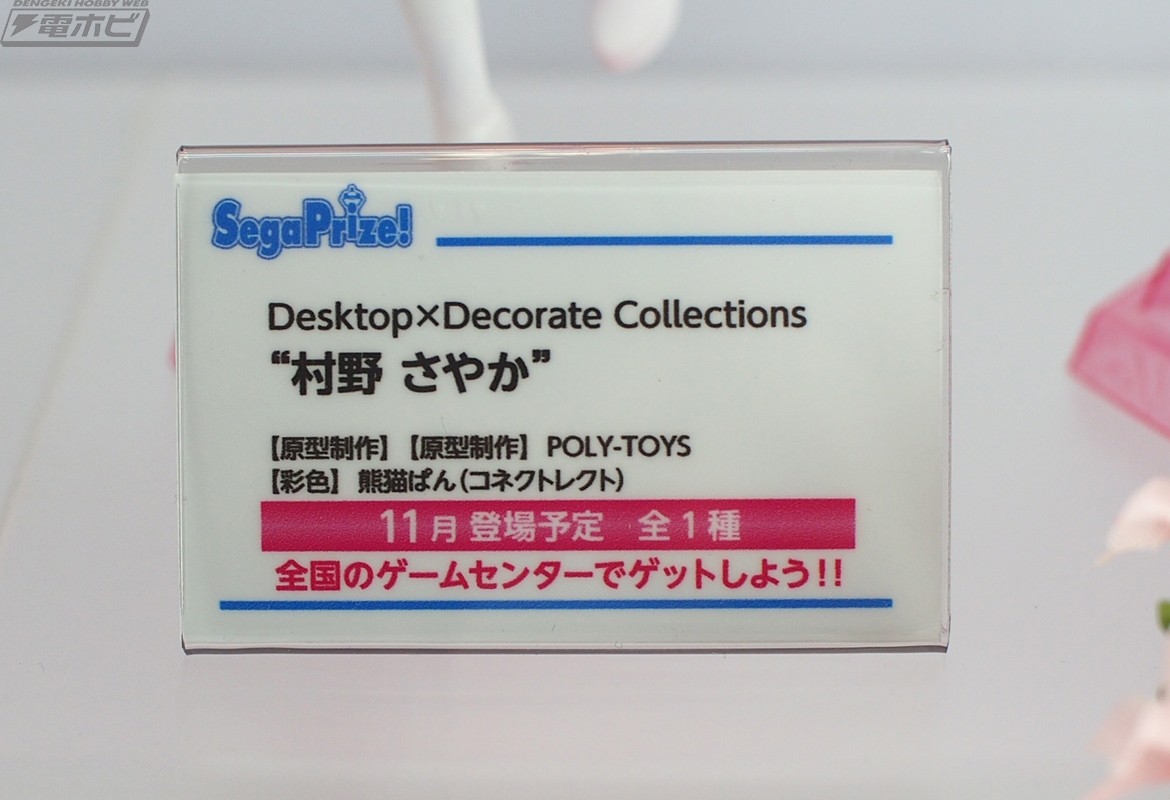 DENGEKI HOBBY WEB
電ホビ
SegaPrize!
Desktop×Decorate Collections
“村野 さやか”
【原型制作】【原型制作】 POLY-TOYS
【彩色】 熊猫ぱん（コネクトレクト）
11月 登場予定 全1種
全国のゲームセンターでゲットしよう!!